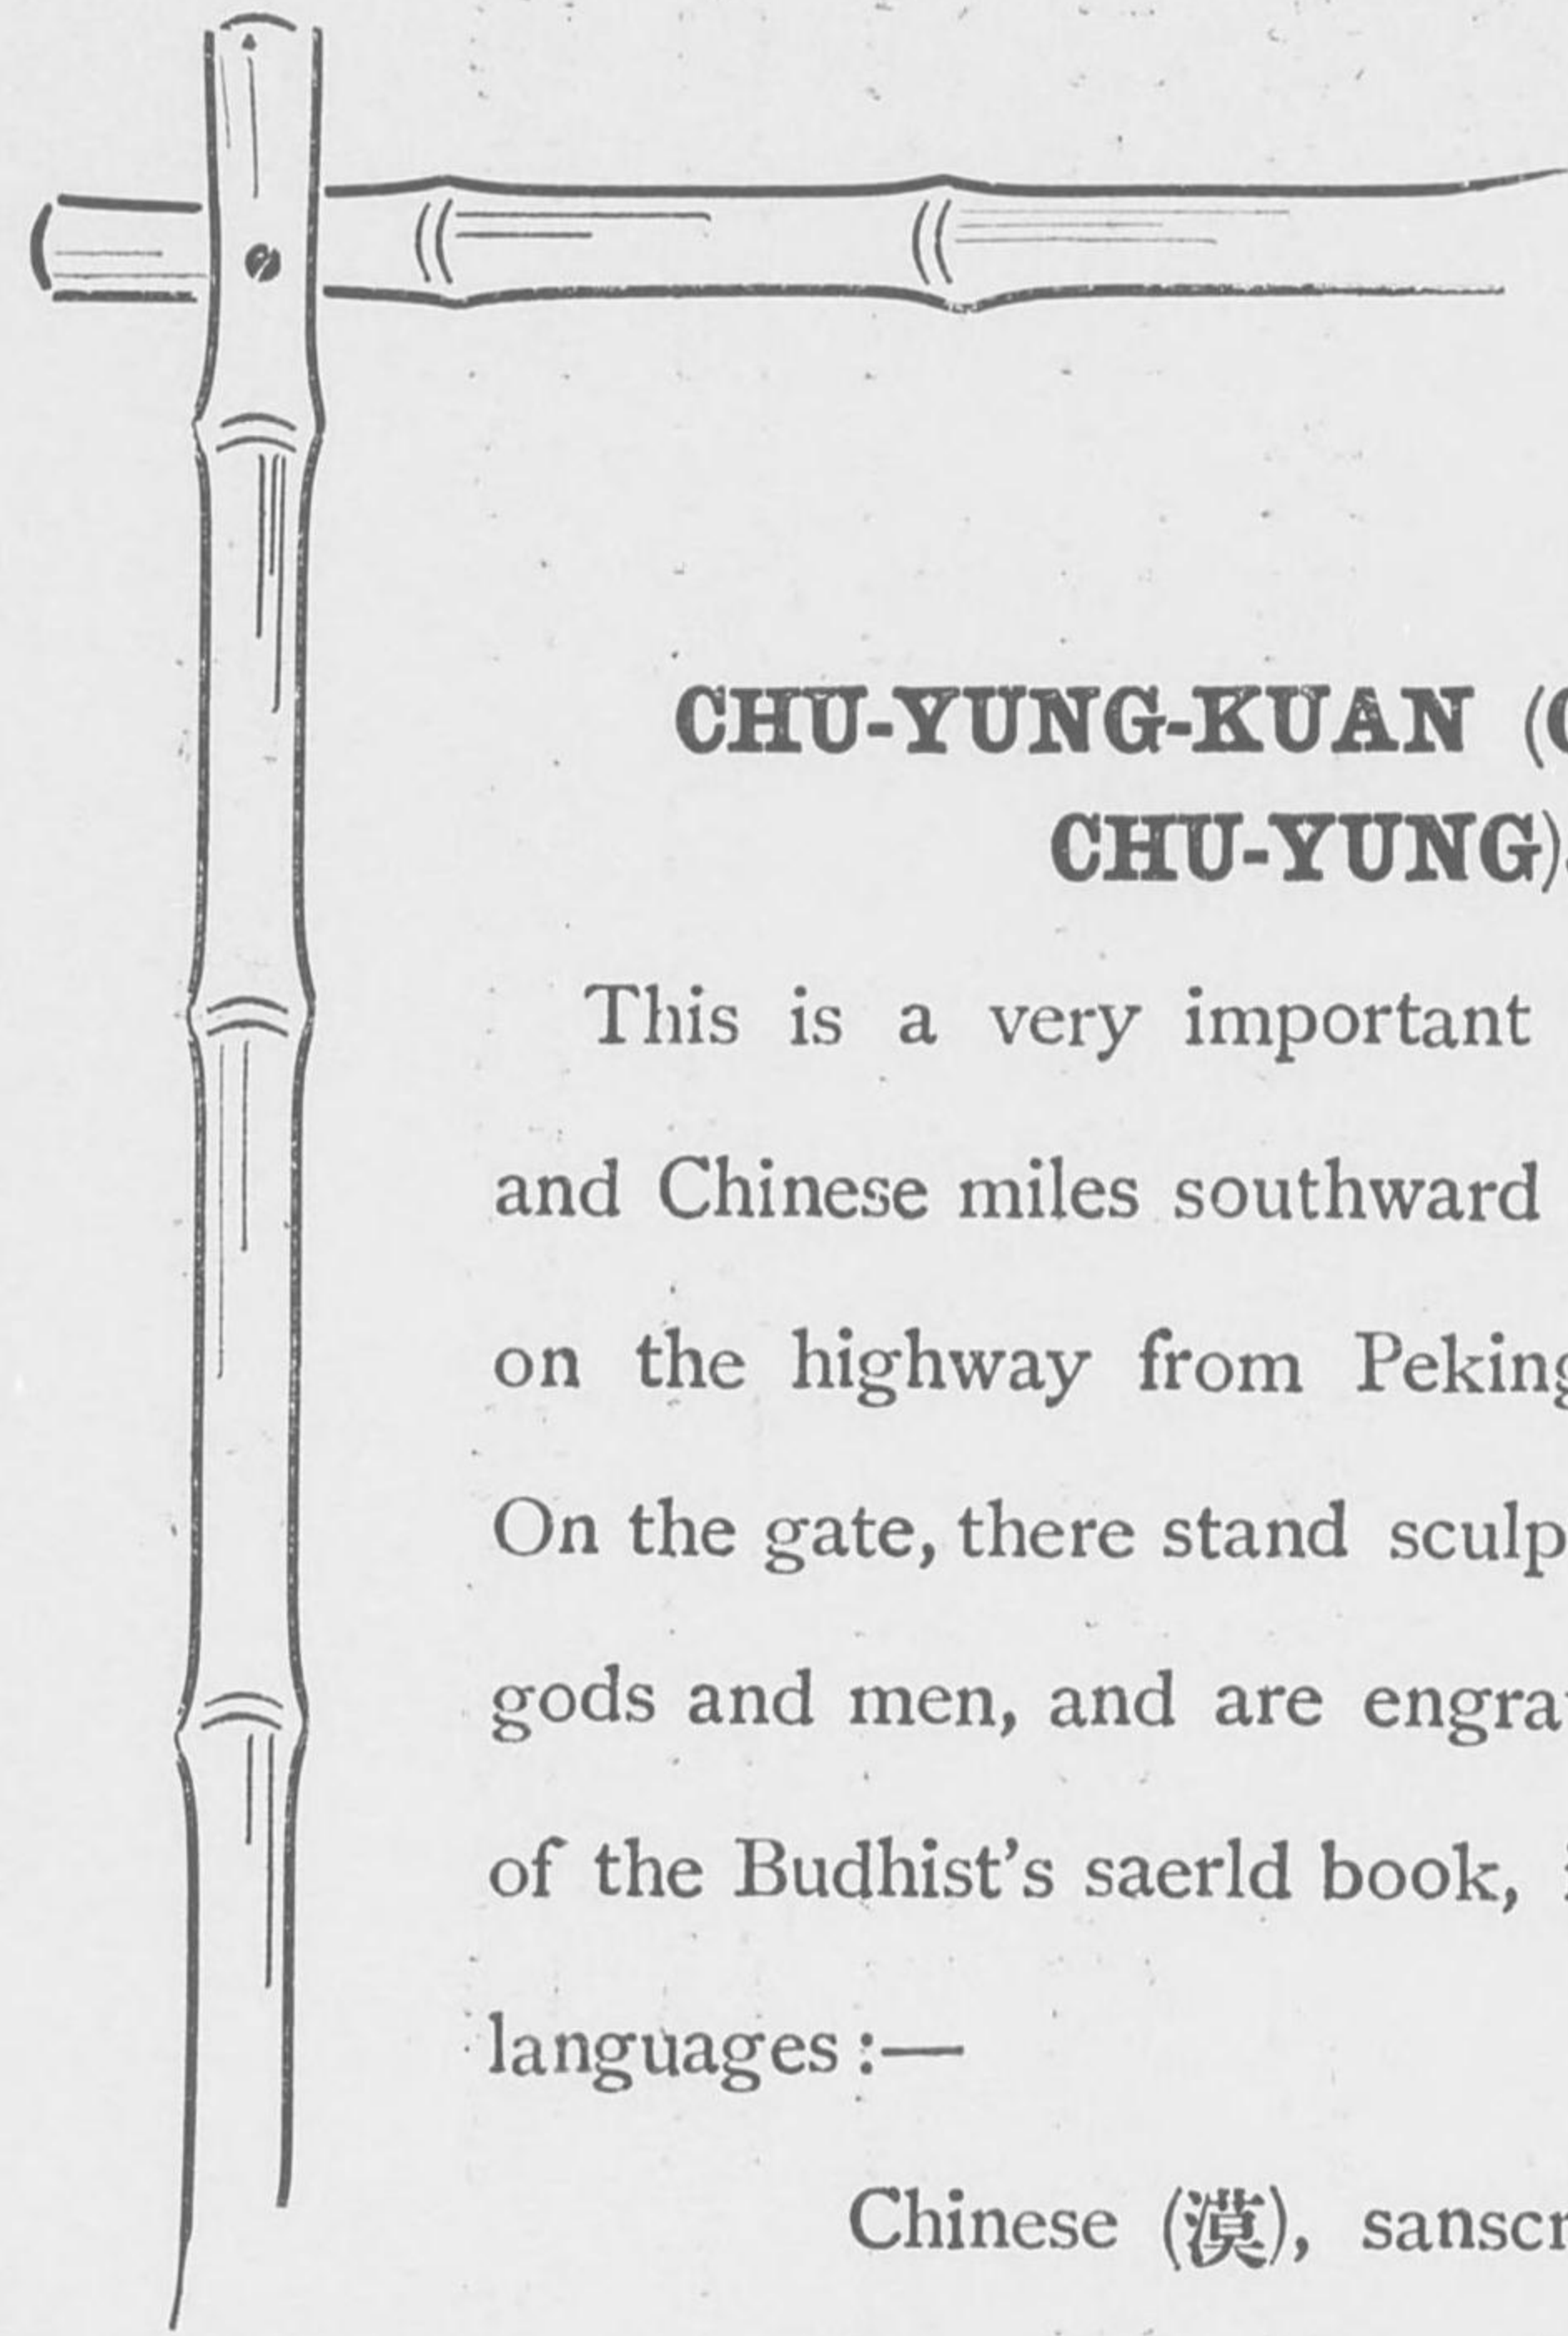 CHU-YUNG-KUAN (
CHU-YUNG).
This is a very important
and Chinese miles southward
on the highway from Peking
On the gate, there stand sculp
gods and men, and are engra
of the Budhist's saerld book,
languages :—
Chinese (漠), sanscr